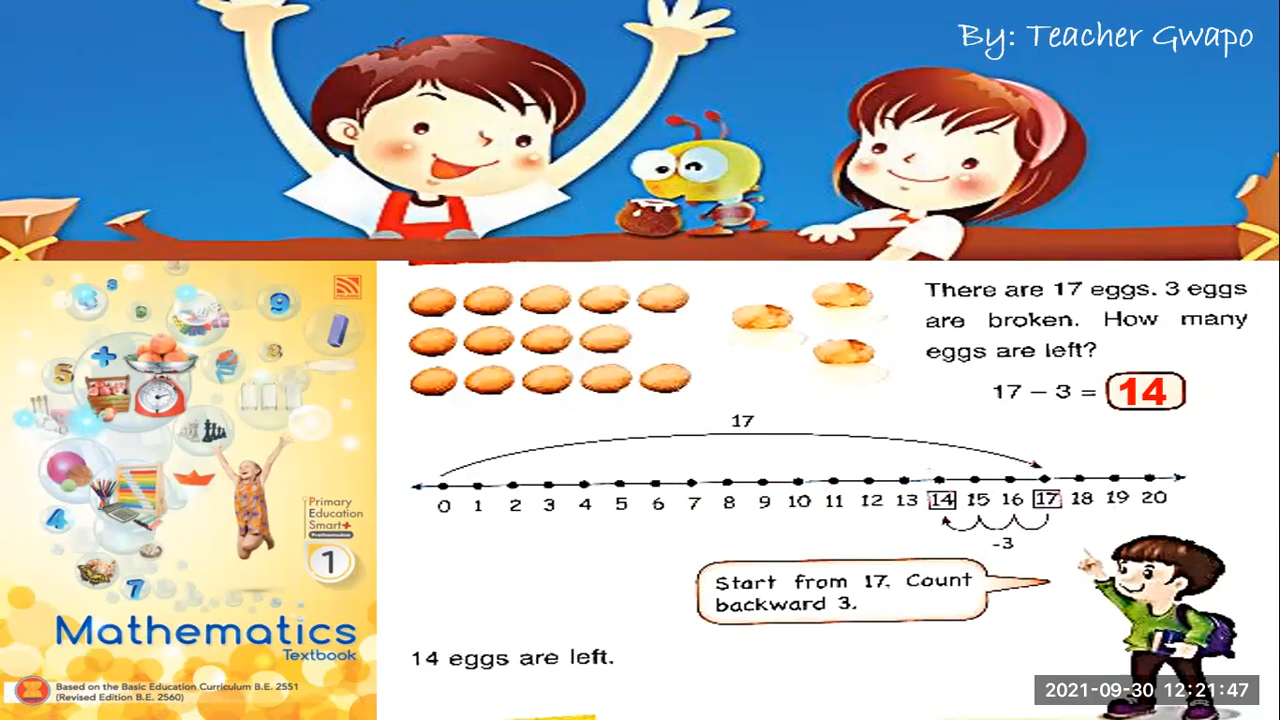 By: Teacher Gwapo
PELANGI
Primary
Education
Smart+
Prathomsuksa
1
Mathematics
Textbook
Based on the Basic Education Curriculum B.E. 2551
(Revised Edition B.E. 2560)
There are 17 eggs. 3 eggs
are broken. How many
eggs are left?
17 – 3 = 14
17
0 1 2 3 4 5 6 7 8 9 10 11 12 13 14 15 16 17 18 19 20
-3
Start from 17. Count
backward 3.
14 eggs are left.
2021-09-30 12:21:47